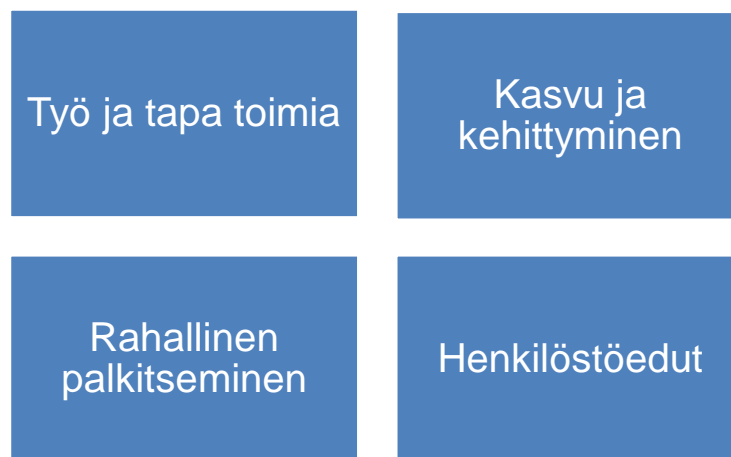 Työ ja tapa toimia
Kasvu ja
kehittyminen
Rahallinen
palkitseminen
Henkilöstöedut